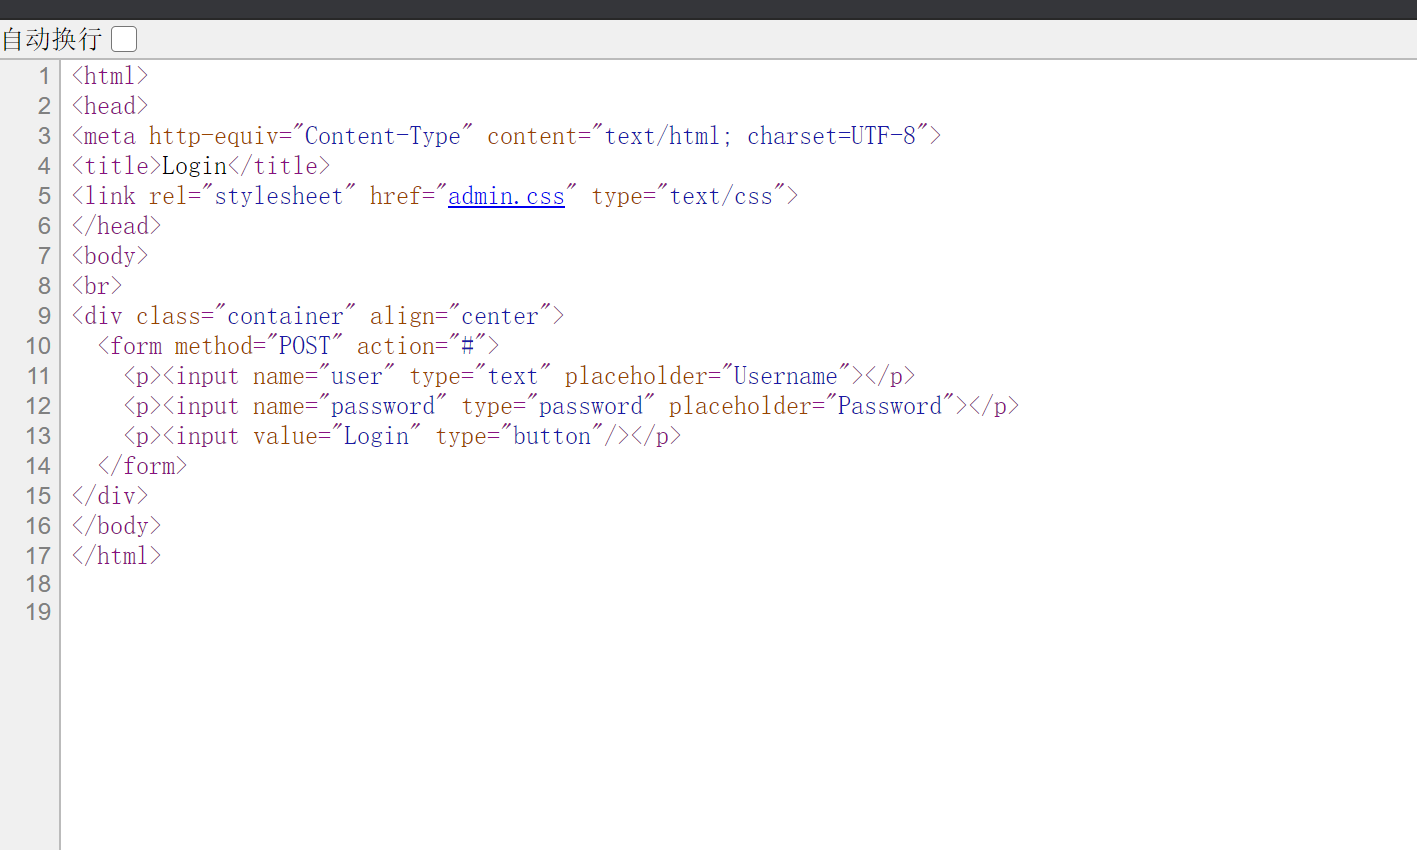 自动换行
1 <html>
2 <head>
3 <meta http-equiv="Content-Type" content="text/html; charset=UTF-8">
4 <title>Login</title>
5 <link rel="stylesheet" href="admin.css" type="text/css">
6 </head>
7 <body>
8 <br>
9 <div class="container" align="center">
10   <form method="POST" action="#">
11     <p><input name="user" type="text" placeholder="Username"></p>
12     <p><input name="password" type="password" placeholder="Password"></p>
13     <p><input value="Login" type="button"/></p>
14   </form>
15 </div>
16 </body>
17 </html>
18
19